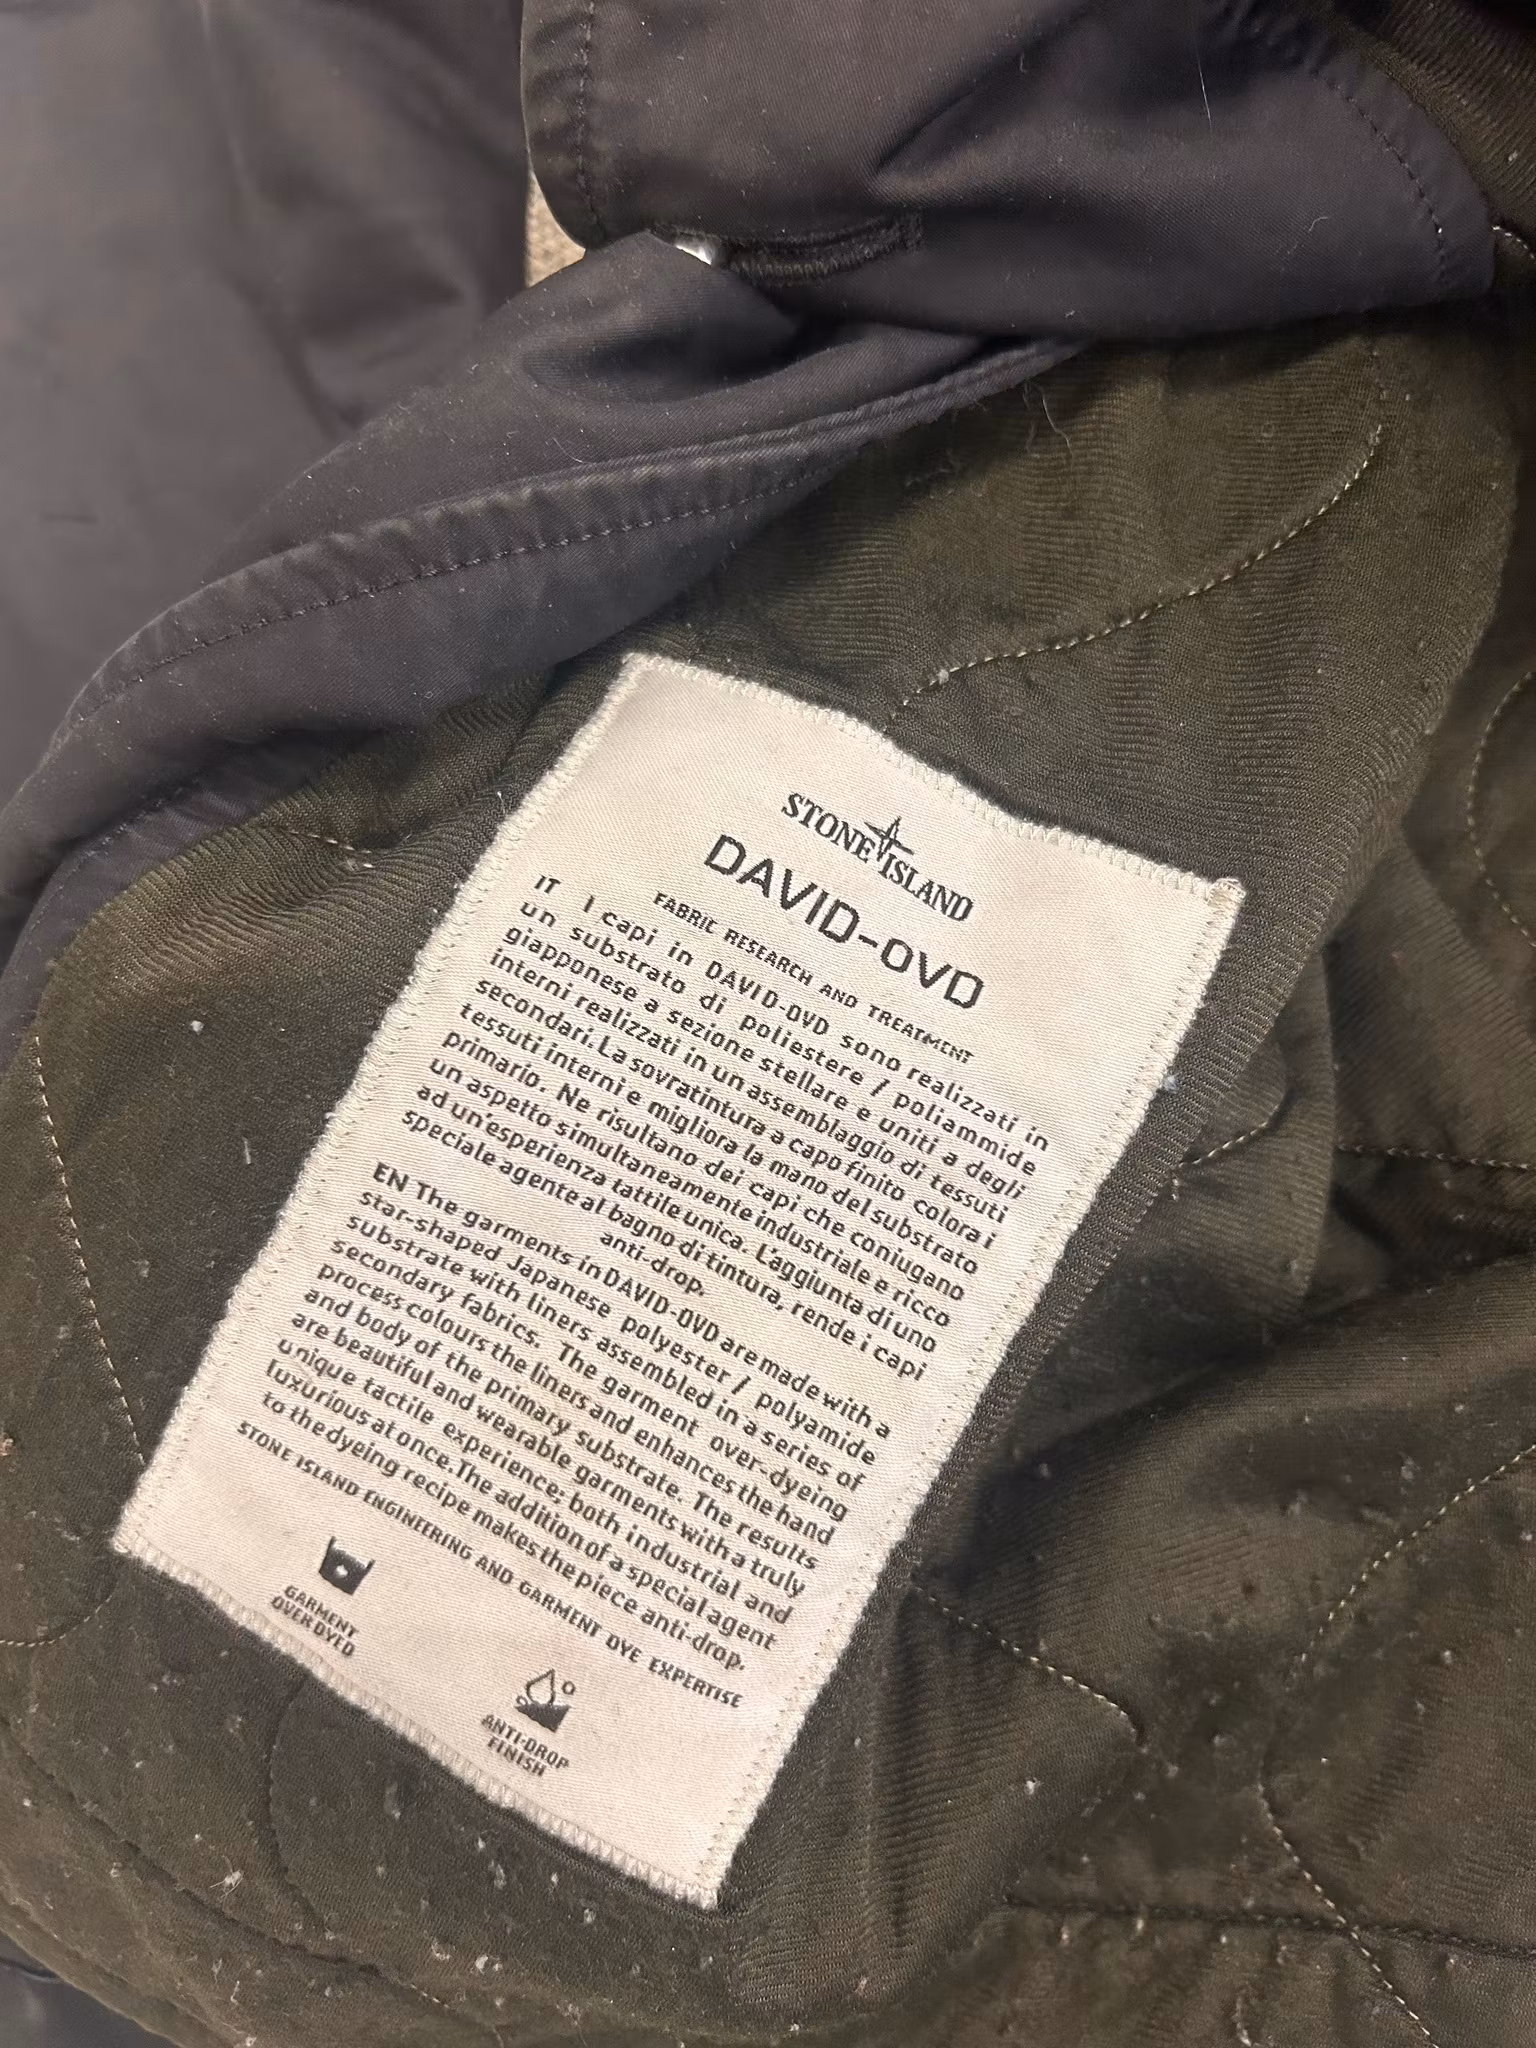 STONE ISLAND
DAVID-OVD
FABRIC RESEARCH AND TREATMENT
IT I capi in DAVID-OVD sono realizzati in
un substrato di poliestere / poliammide
giapponese a sezione stellare e uniti a degli
interni realizzati in un assemblaggio di tessuti
secondari. La sovratintura a capo finito colora i
tessuti interni e migliora la mano del substrato
primario. Ne risultano dei capi che coniugano
un aspetto simultaneamente industriale e ricco
ad un'esperienza tattile unica. L'aggiunta di uno
speciale agente al bagno di tintura, rende i capi
anti-drop.
EN The garments in DAVID-OVD are made with a
star-shaped Japanese polyester / polyamide
substrate with liners assembled in a series of
secondary fabrics. The garment over-dyeing
process colours the liners and enhances the hand
and body of the primary substrate. The results
are beautiful and wearable garments with a truly
unique tactile experience; both industrial and
luxurious at once. The addition of a special agent
to the dyeing recipe makes the piece anti-drop.
STONE ISLAND ENGINEERING AND GARMENT DYE EXPERTISE
GARMENT
OVER DYED
ANTI-DROP
FINISH